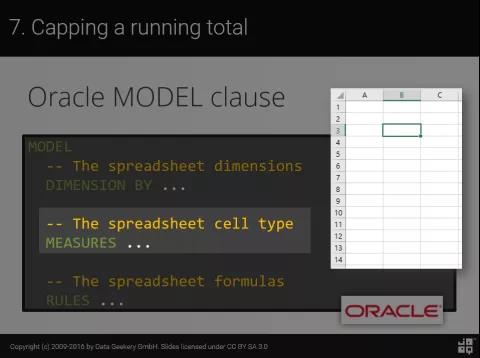 7. Capping a running total
Oracle MODEL clause
MODEL
-- The spreadsheet dimensions
DIMENSION BY ...
-- The spreadsheet cell type
MEASURES ...
-- The spreadsheet formulas
RULES ...
A B C
1
2
3
4
5
6
7
8
9
10
11
12
13
14
ORACLE
Copyright (c) 2009-2016 by Data Geekery GmbH. Slides licensed under CC BY SA 3.0